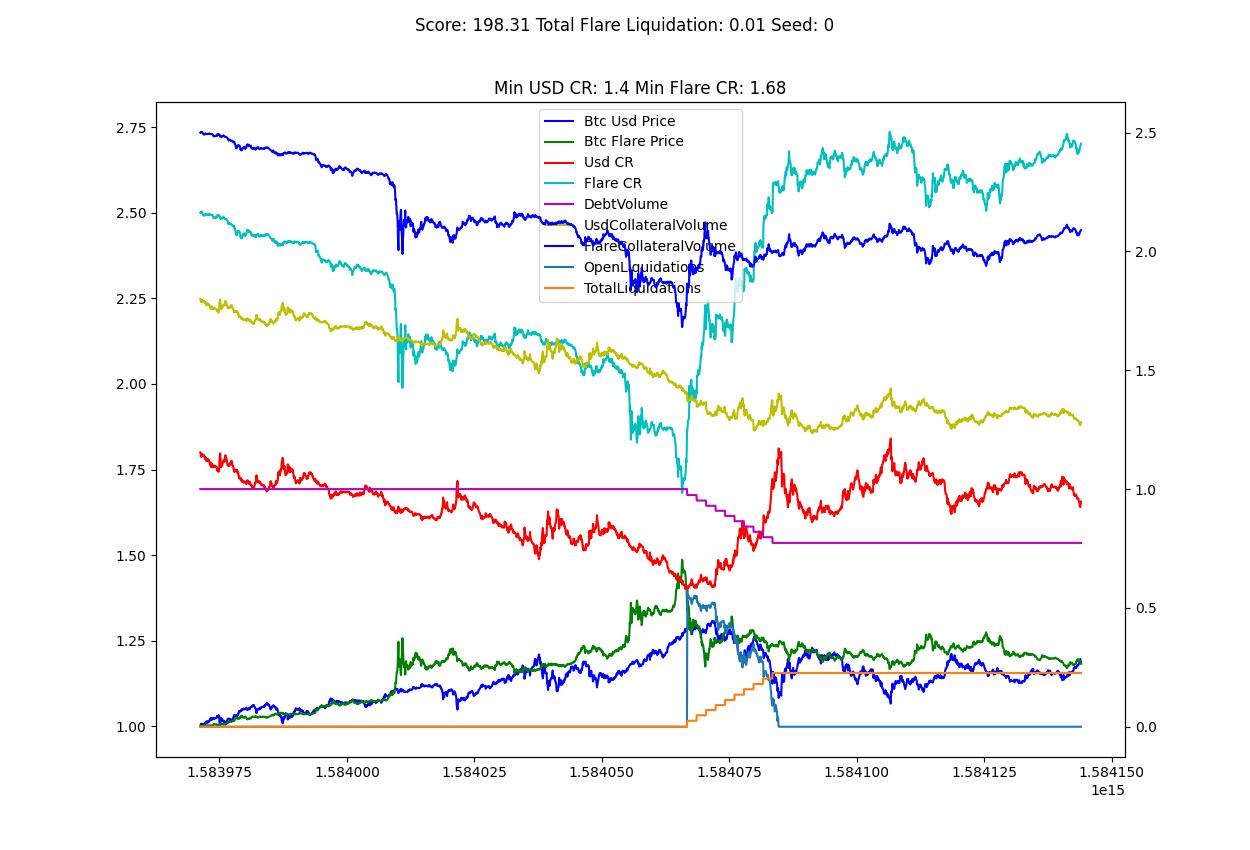 Score: 198.31 Total Flare Liquidation: 0.01 Seed: 0
Min USD CR: 1.4 Min Flare CR: 1.68
Btc Usd Price
Btc Flare Price
Usd CR
Flare CR
DebtVolume
UsdCollateralVolume
FlareCollateralVolume
OpenLiquidations
TotalLiquidations
2.75
2.50
2.25
2.00
1.75
1.50
1.25
1.00
2.5
2.0
1.5
1.0
0.5
0.0
1.583975 1.584000 1.584025 1.584050 1.584075 1.584100 1.584125 1.584150
1e15